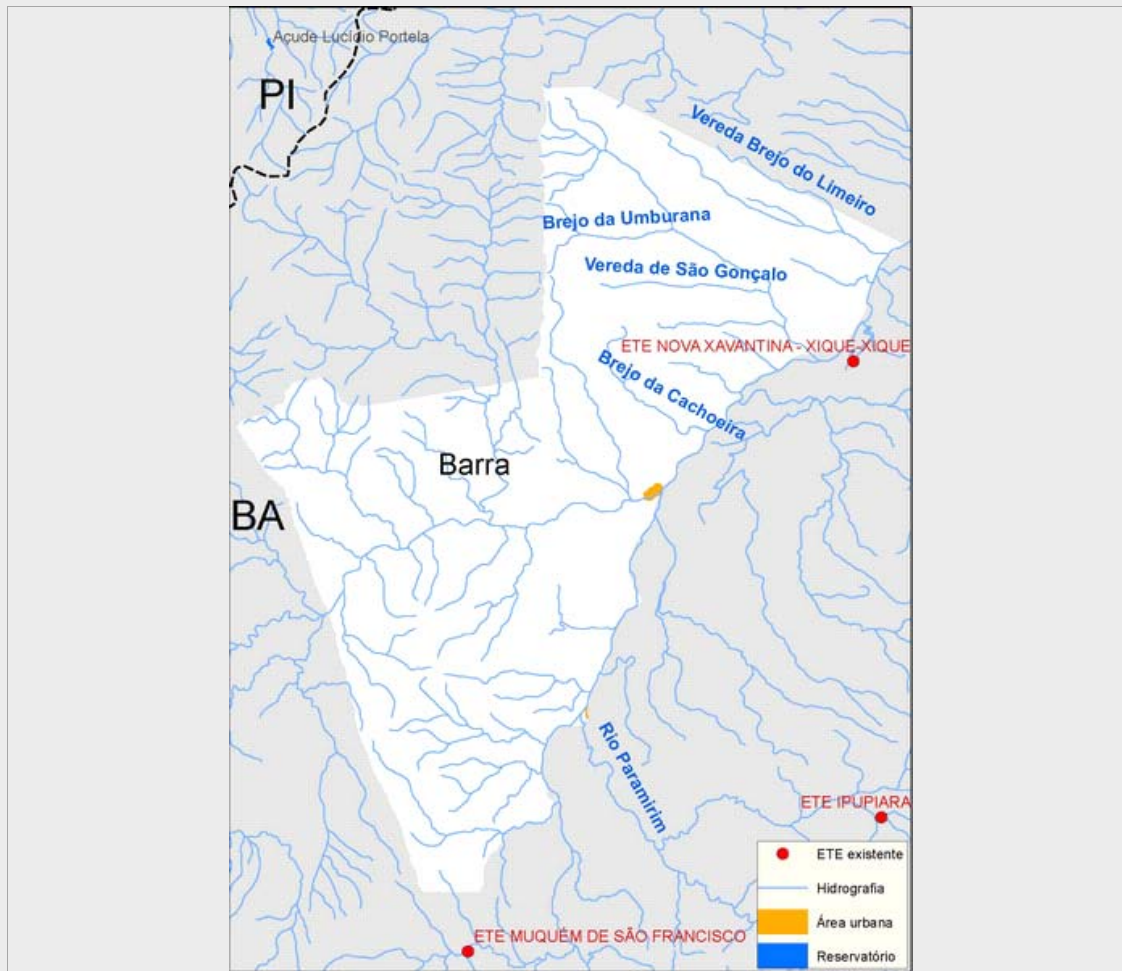 Açude Lucídio Portela
PI
Vereda Brejo do Limeiro
Brejo da Umburana
Vereda de São Gonçalo
ETE NOVA XAVANTINA - XIQUE-XIQUE
Brejo da Cachoeira
Barra
BA
Rio Paramirim
ETE IPUPIARA
ETE existente
Hidrografia
Área urbana
Reservatório
ETE MUQUÉM DE SÃO FRANCISCO